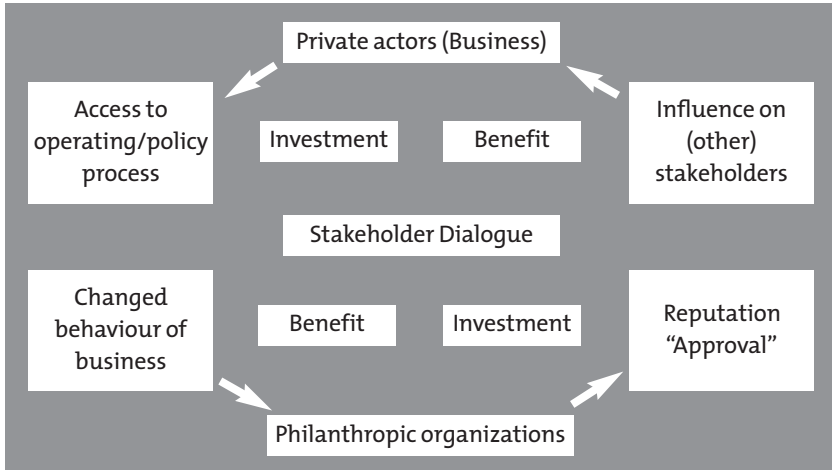 Private actors (Business)
Access to
operating/policy
process
Investment
Benefit
Influence on
(other)
stakeholders
Stakeholder Dialogue
Changed
behaviour of
business
Benefit
Investment
Reputation
“Approval”
Philanthropic organizations